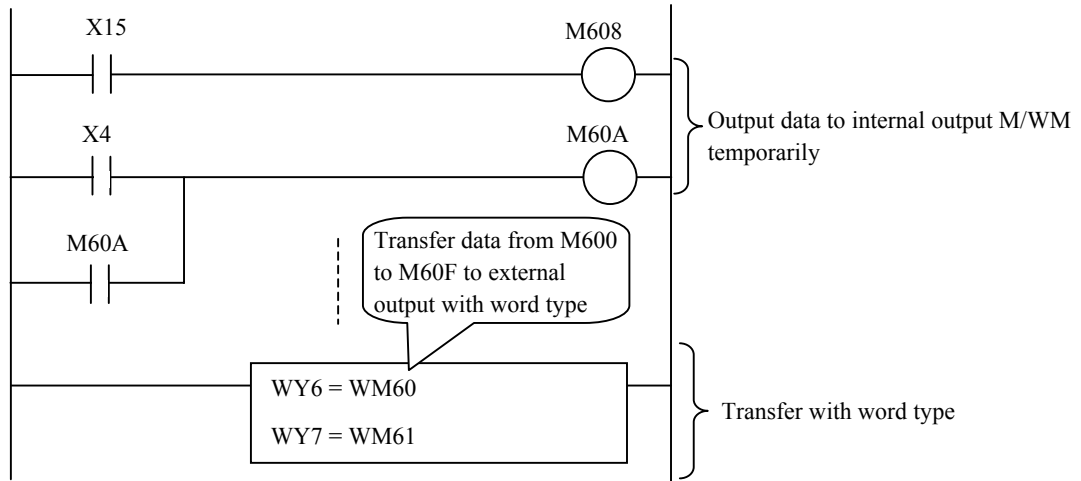 X15
M608
Output data to internal output M/WM
temporarily
X4
M60A
M60A
Transfer data from M600
to M60F to external
output with word type
WY6 = WM60
WY7 = WM61
Transfer with word type